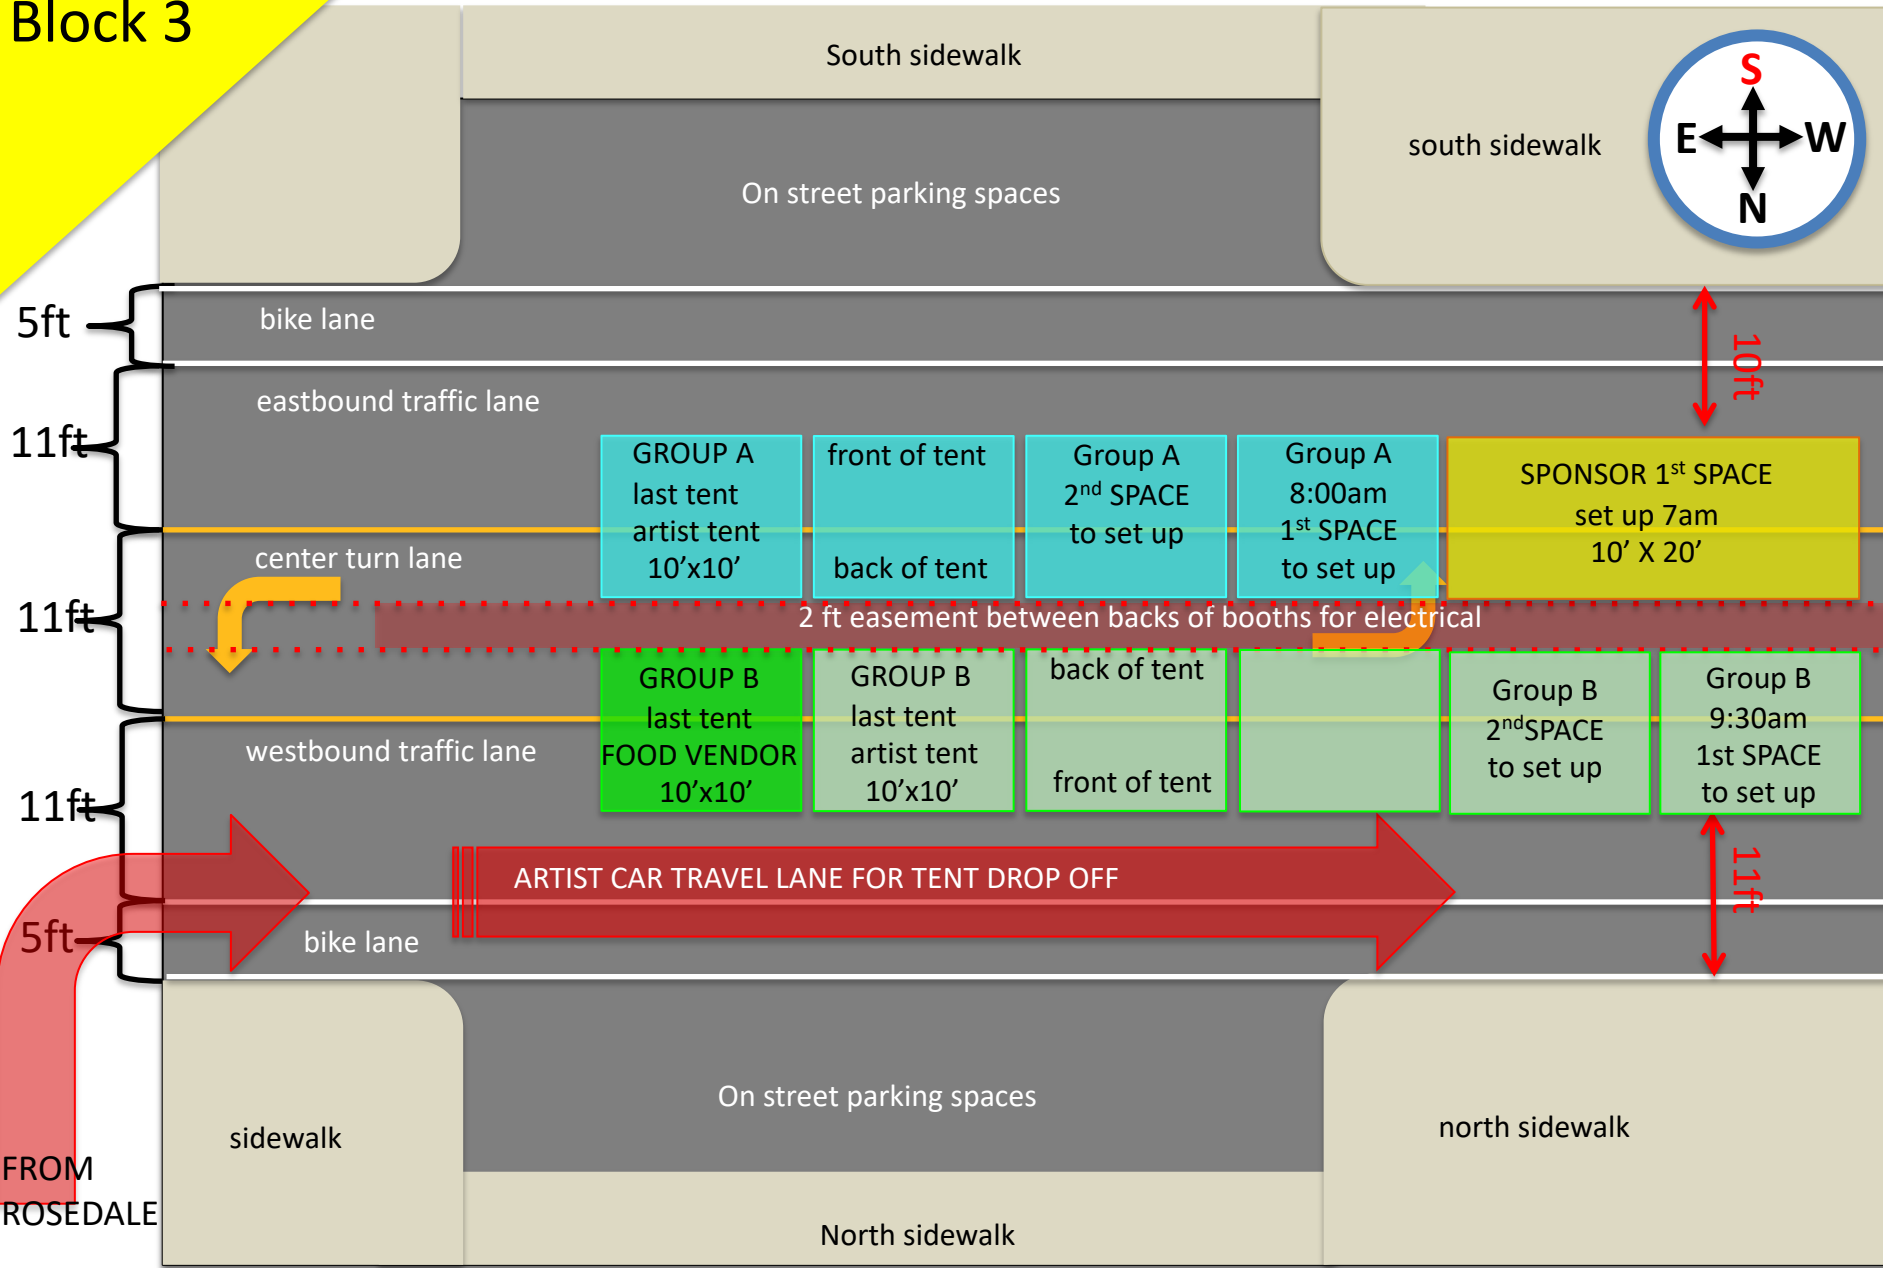 Block 3
South sidewalk
S
E
W
N
south sidewalk
On street parking spaces
5ft
bike lane
10ft
eastbound traffic lane
11ft
GROUP A
last tent
artist tent
10’x10’
front of tent
back of tent
Group A
2nd SPACE
to set up
Group A
8:00am
1st SPACE
to set up
SPONSOR 1st SPACE
set up 7am
10’ X 20’
center turn lane
11ft
2 ft easement between backs of booths for electrical
GROUP B
last tent
FOOD VENDOR
10’x10’
GROUP B
last tent
artist tent
10’x10’
back of tent
front of tent
Group B
2ndSPACE
to set up
Group B
9:30am
1st SPACE
to set up
westbound traffic lane
11ft
ARTIST CAR TRAVEL LANE FOR TENT DROP OFF
11ft
5ft
bike lane
On street parking spaces
sidewalk
north sidewalk
FROM
ROSEDALE
North sidewalk